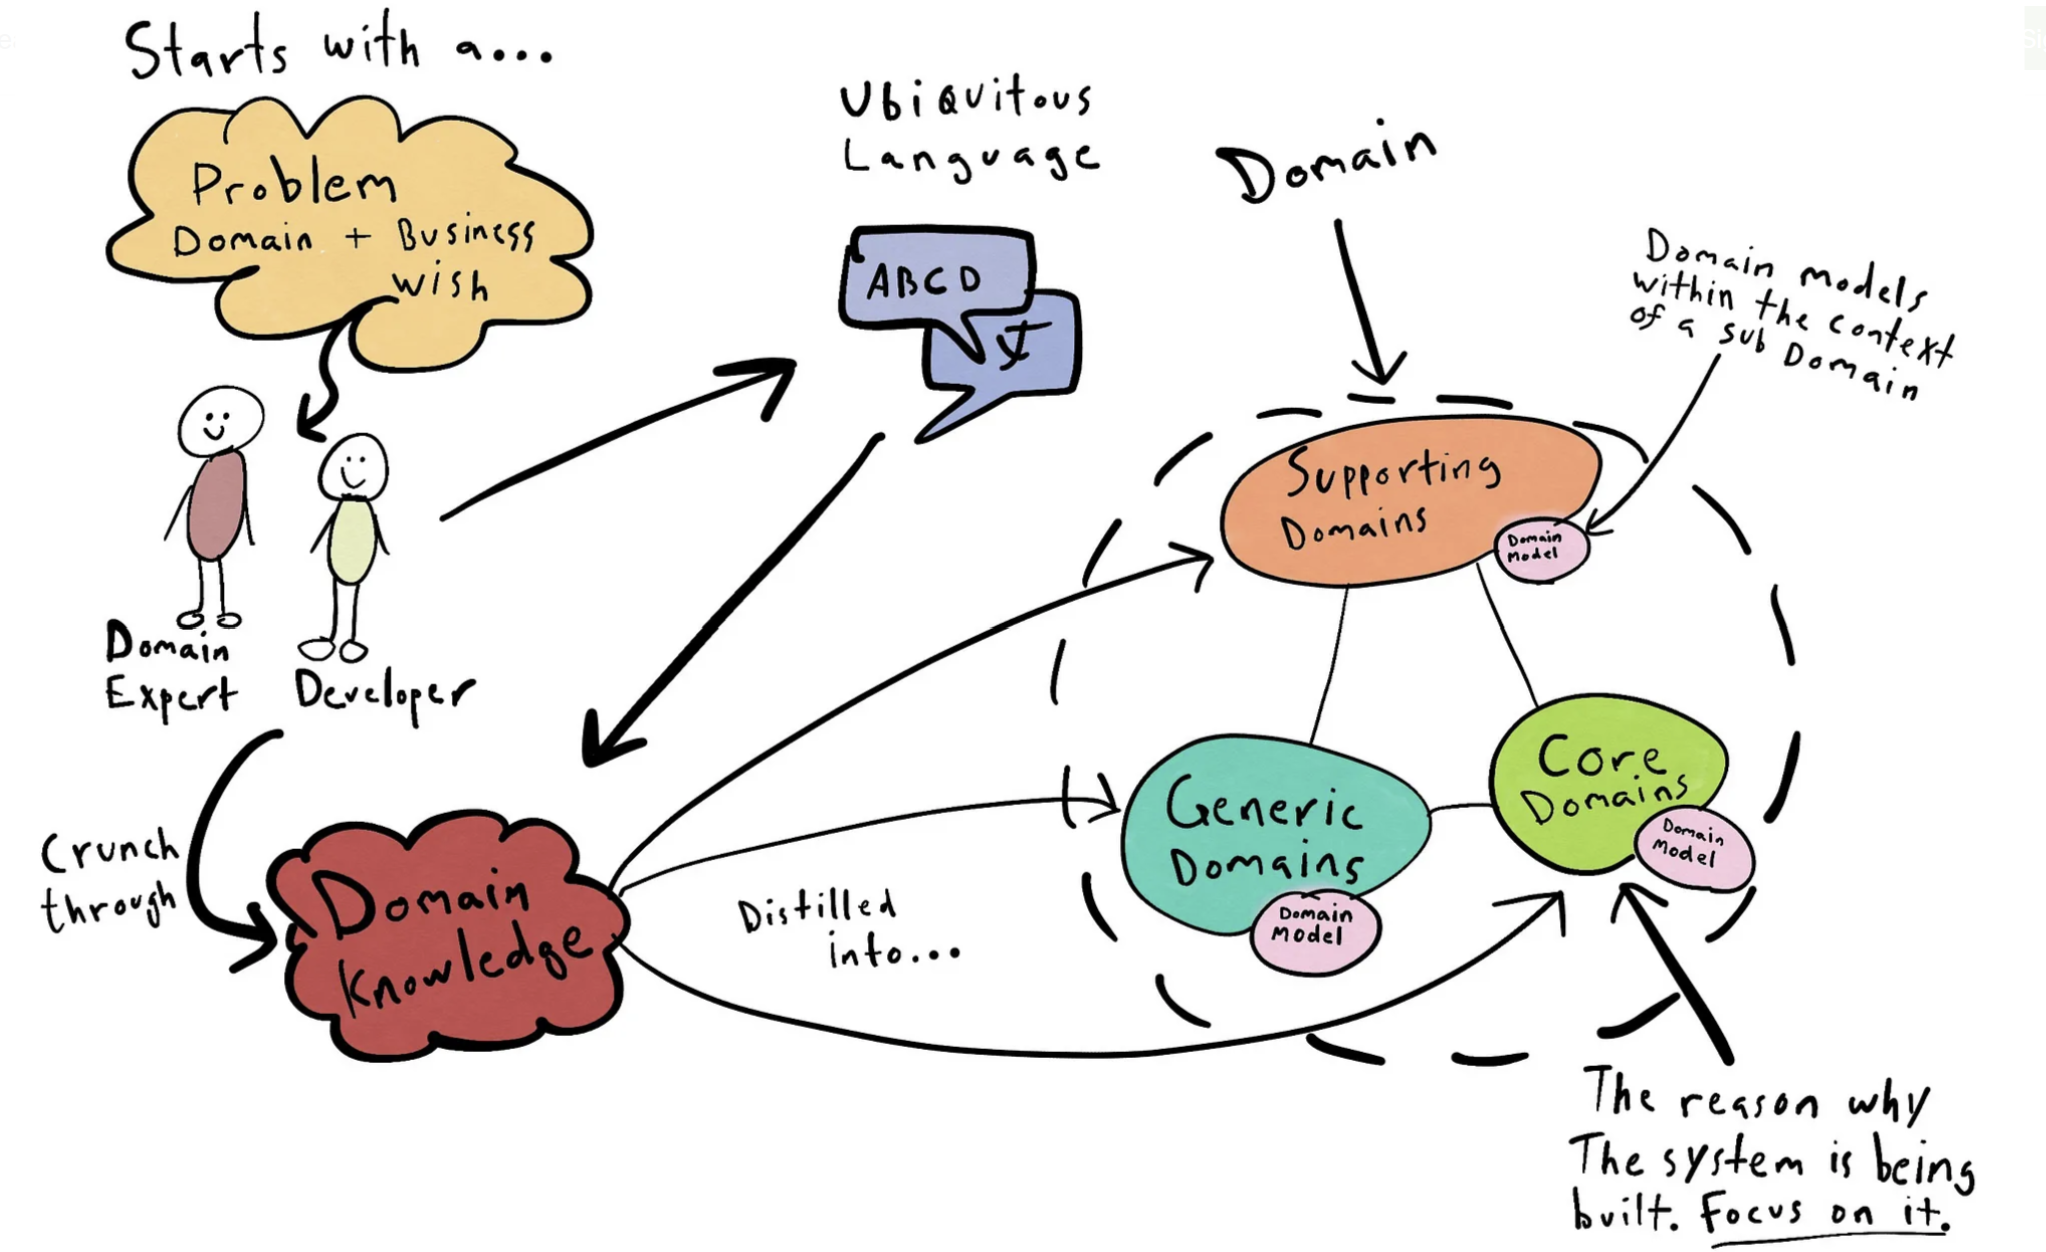 Starts with a...
Problem
Domain + Business
wish
Ubiquitous
Language
ABCD
Domain
Domain models
within the context
of a sub Domain
Supporting
Domains
Domain
Model
Domain
Expert
Developer
Crunch
through
Domain
Knowledge
Distilled
into...
Generic
Domains
Domain
Model
Core
Domains
Domain
Model
The reason why
The system is being
built. Focus on it.